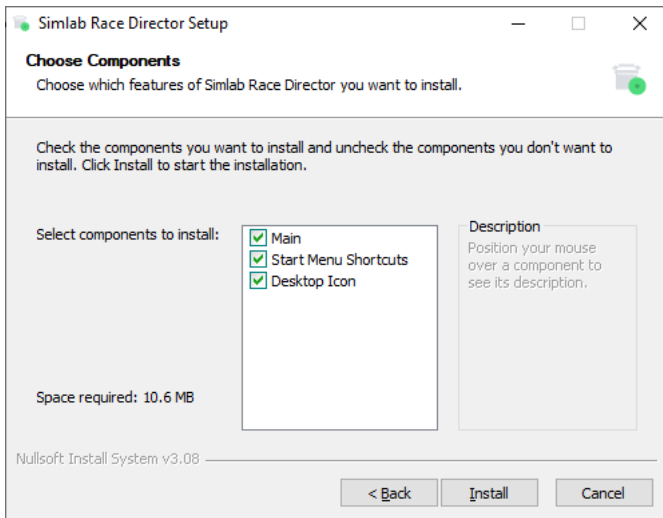 Simlab Race Director Setup
Choose Components
Choose which features of Simlab Race Director you want to install.
Check the components you want to install and uncheck the components you don't want to
install. Click Install to start the installation.
Select components to install:
Main
Start Menu Shortcuts
Desktop Icon
Description
Position your mouse
over a component to
see its description.
Space required: 10.6 MB
Nullsoft Install System v3.08
< Back
Install
Cancel